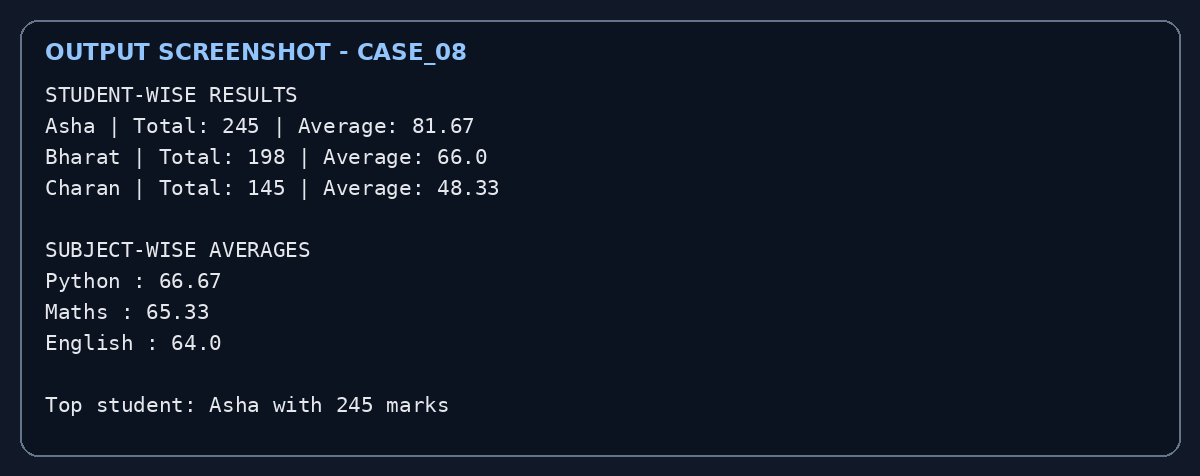 OUTPUT SCREENSHOT - CASE_08
STUDENT-WISE RESULTS
Asha | Total: 245 | Average: 81.67
Bharat | Total: 198 | Average: 66.0
Charan | Total: 145 | Average: 48.33
SUBJECT-WISE AVERAGES
Python : 66.67
Maths : 65.33
English : 64.0
Top student: Asha with 245 marks